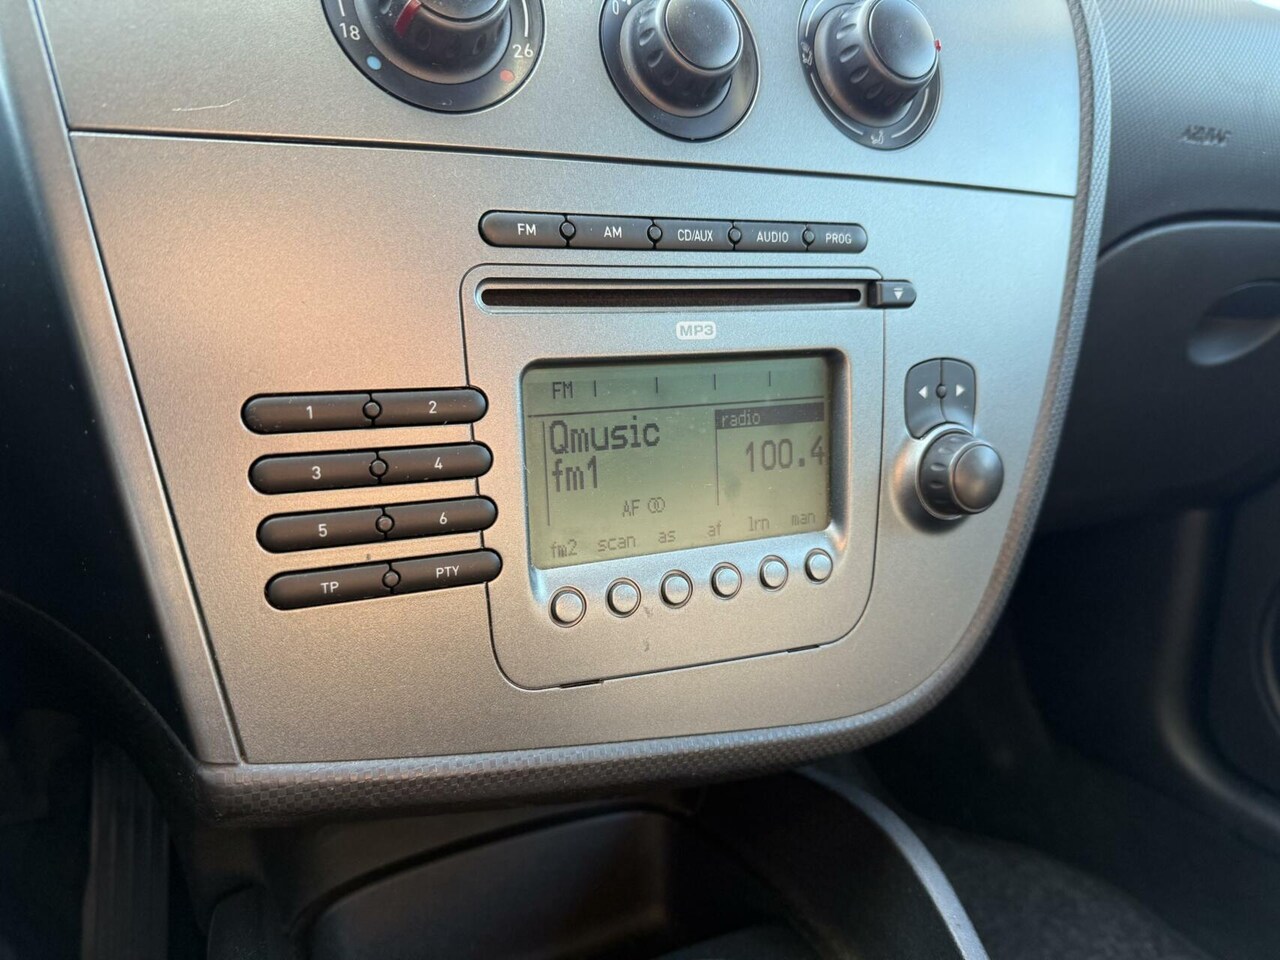 18
26
0
AIRBAG
FM AM CD/AUX AUDIO PROG
MP3
FM
Qmusic
fm1
radio
100.4
AF
fm2 scan as af lrn man
1 2
3 4
5 6
TP PTY